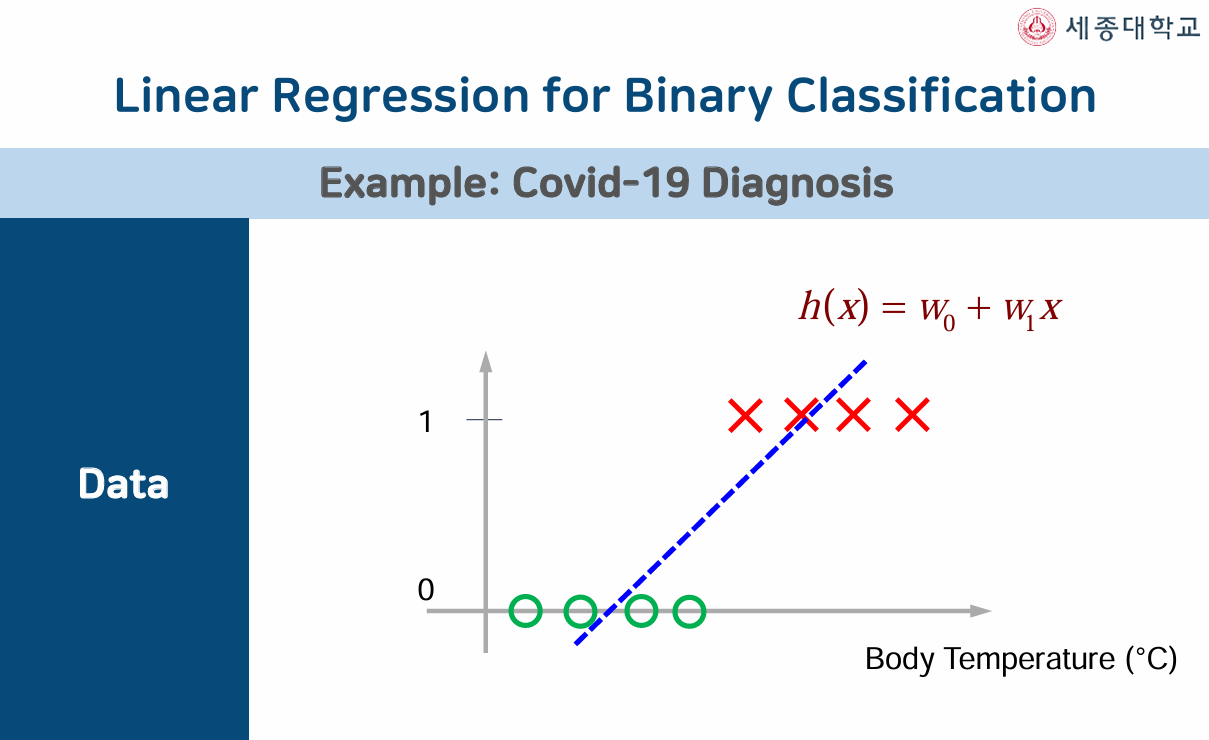 세종대학교
Linear Regression for Binary Classification
Example: Covid-19 Diagnosis
Data
h(x) = w₀ + w₁x
1
0
Body Temperature (°C)